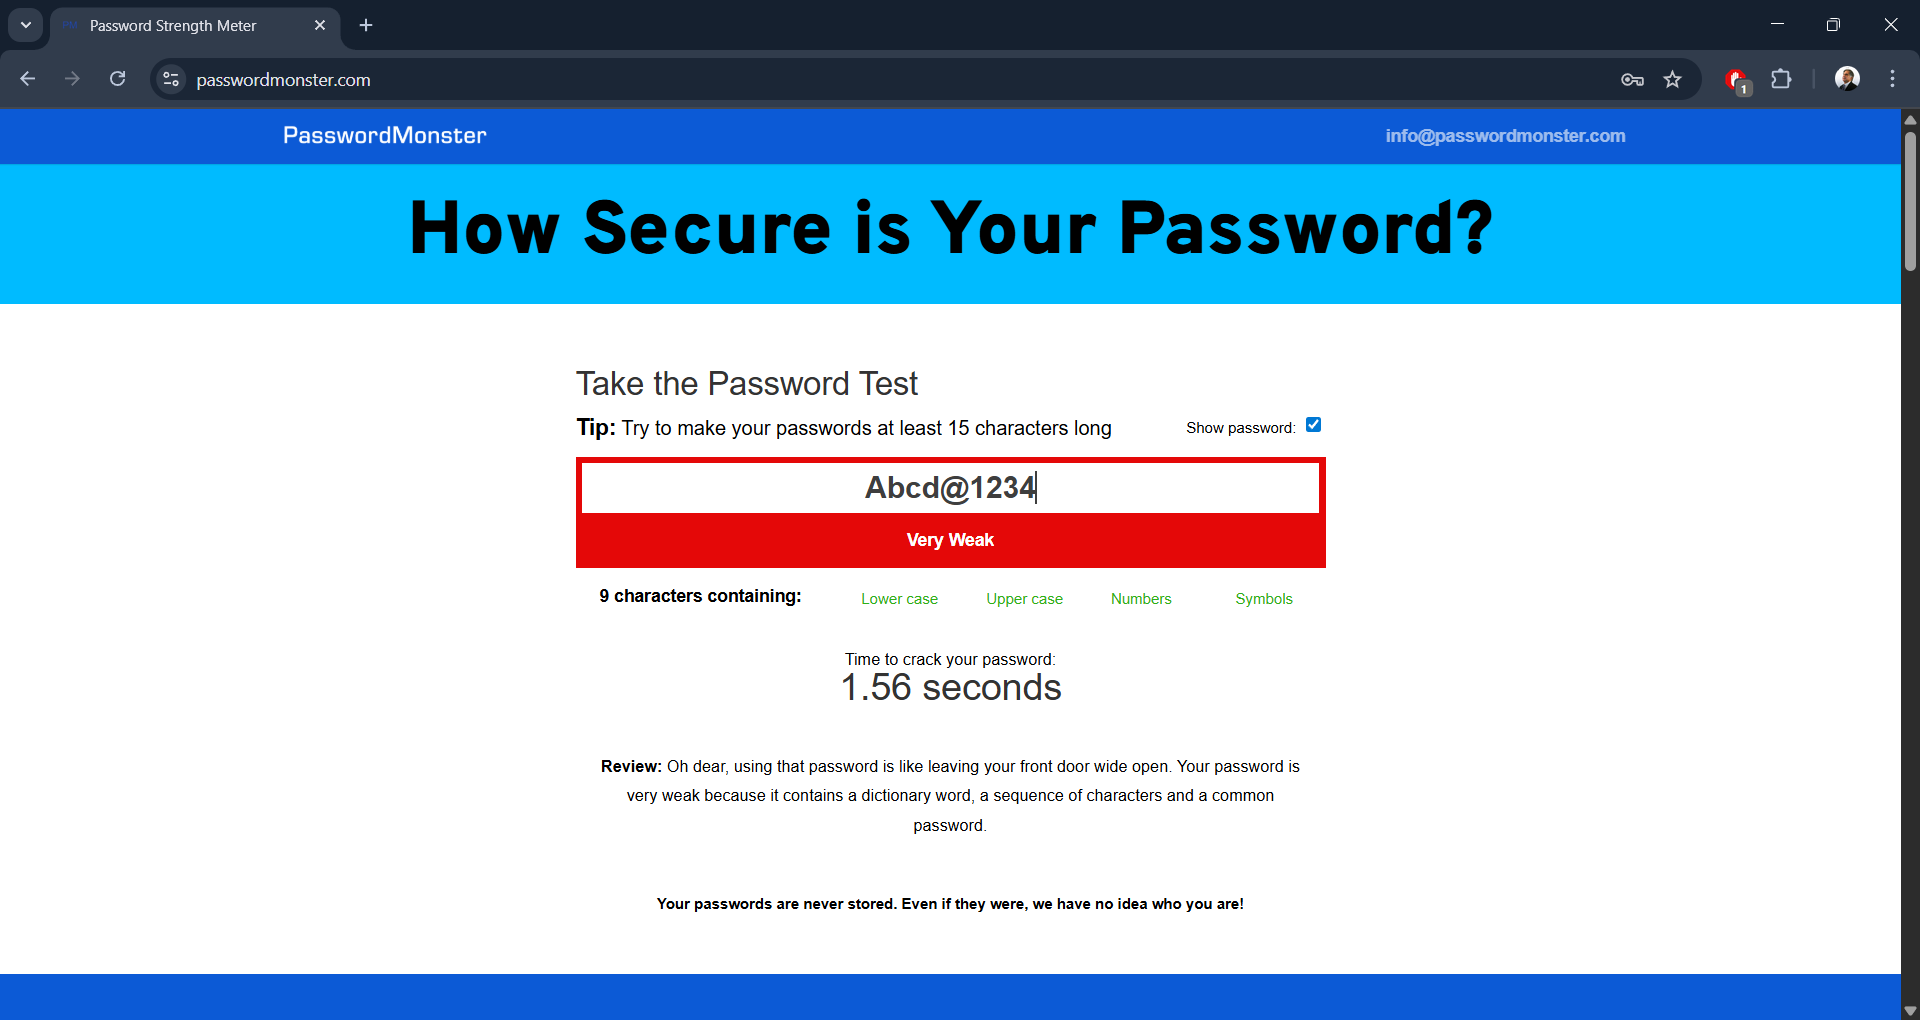 Password Strength Meter
passwordmonster.com
1
PasswordMonster
info@passwordmonster.com
How Secure is Your Password?
Take the Password Test
Tip: Try to make your passwords at least 15 characters long
Show password:
Abcd@1234
Very Weak
9 characters containing:
Lower case
Upper case
Numbers
Symbols
Time to crack your password:
1.56 seconds
Review: Oh dear, using that password is like leaving your front door wide open. Your password is
very weak because it contains a dictionary word, a sequence of characters and a common
password.
Your passwords are never stored. Even if they were, we have no idea who you are!